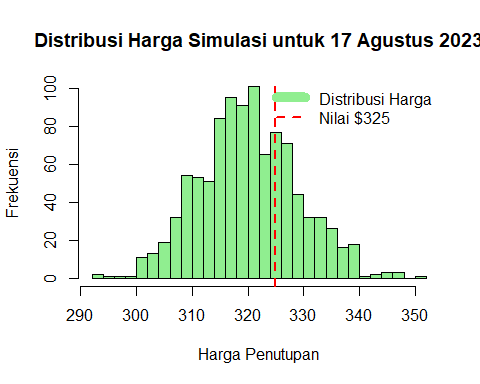 Distribusi Harga Simulasi untuk 17 Agustus 2023
Frekuensi
100
80
60
40
20
0
Distribusi Harga
Nilai $325
290 300 310 320 330 340 350
Harga Penutupan